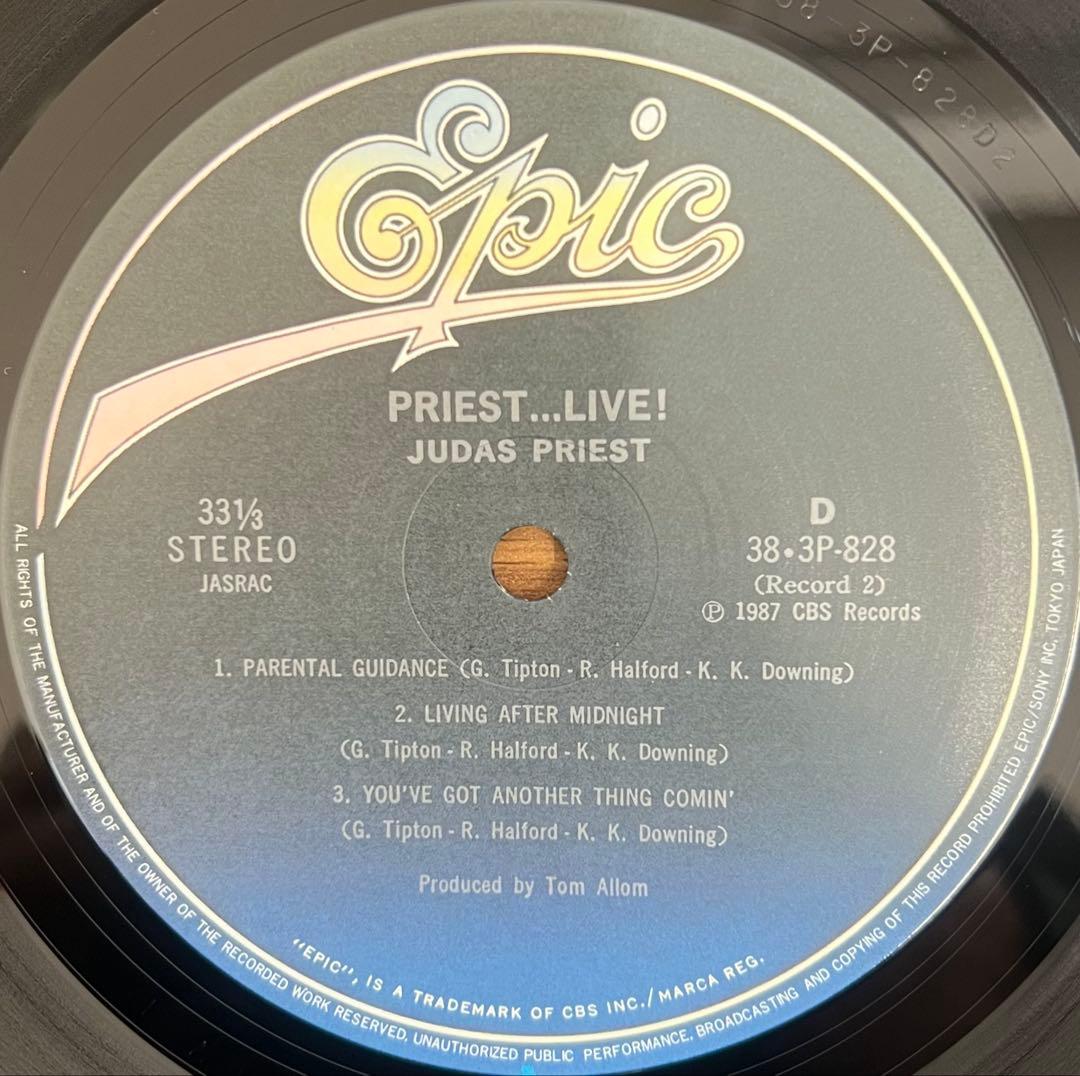 38-3P-828D2
Epic
PRIEST...LIVE!
JUDAS PRIEST
33⅓
STEREO
JASRAC
D
38•3P-828
(Record 2)
Ⓟ 1987 CBS Records
1. PARENTAL GUIDANCE (G. Tipton - R. Halford - K. K. Downing)
2. LIVING AFTER MIDNIGHT
(G. Tipton - R. Halford - K. K. Downing)
3. YOU'VE GOT ANOTHER THING COMIN'
(G. Tipton - R. Halford - K. K. Downing)
Produced by Tom Allom
"EPIC", IS A TRADEMARK OF CBS INC./MARCA REG.
ALL RIGHTS OF THE MANUFACTURER AND OF THE OWNER OF THE RECORDED WORK RESERVED, UNAUTHORIZED PUBLIC PERFORMANCE, BROADCASTING AND COPYING OF THIS RECORD PROHIBITED EPIC/SONY INC. TOKYO JAPAN